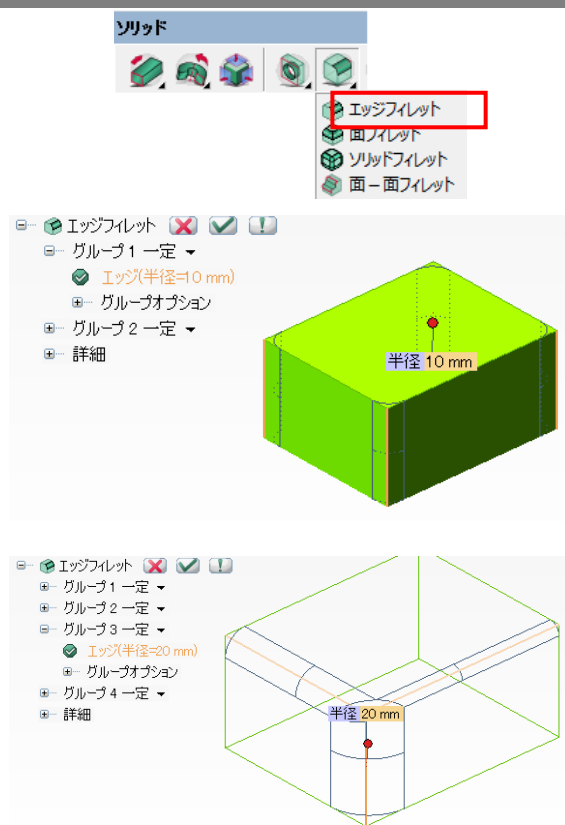 ソリッド
エッジフィレット
面フィレット
ソリッドフィレット
面－面フィレット
エッジフィレット
グループ1 一定
エッジ(半径=10 mm)
グループオプション
グループ2 一定
詳細
半径 10 mm
エッジフィレット
グループ1 一定
グループ2 一定
グループ3 一定
エッジ(半径=20 mm)
グループオプション
グループ4 一定
詳細
半径 20 mm